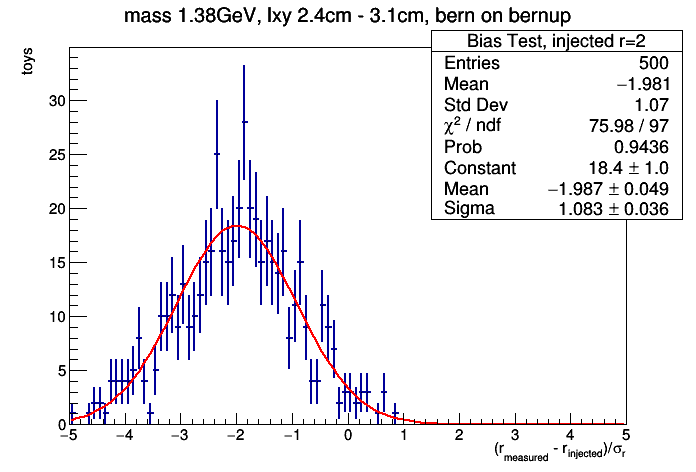 mass 1.38GeV, lxy 2.4cm - 3.1cm, bern on bernup
toys
Bias Test, injected r=2
Entries 500
Mean −1.981
Std Dev 1.07
χ² / ndf 75.98 / 97
Prob 0.9436
Constant 18.4 ± 1.0
Mean −1.987 ± 0.049
Sigma 1.083 ± 0.036
30
25
20
15
10
5
0
−5 −4 −3 −2 −1 0 1 2 3 4 5
(r_measured - r_injected)/σ_r